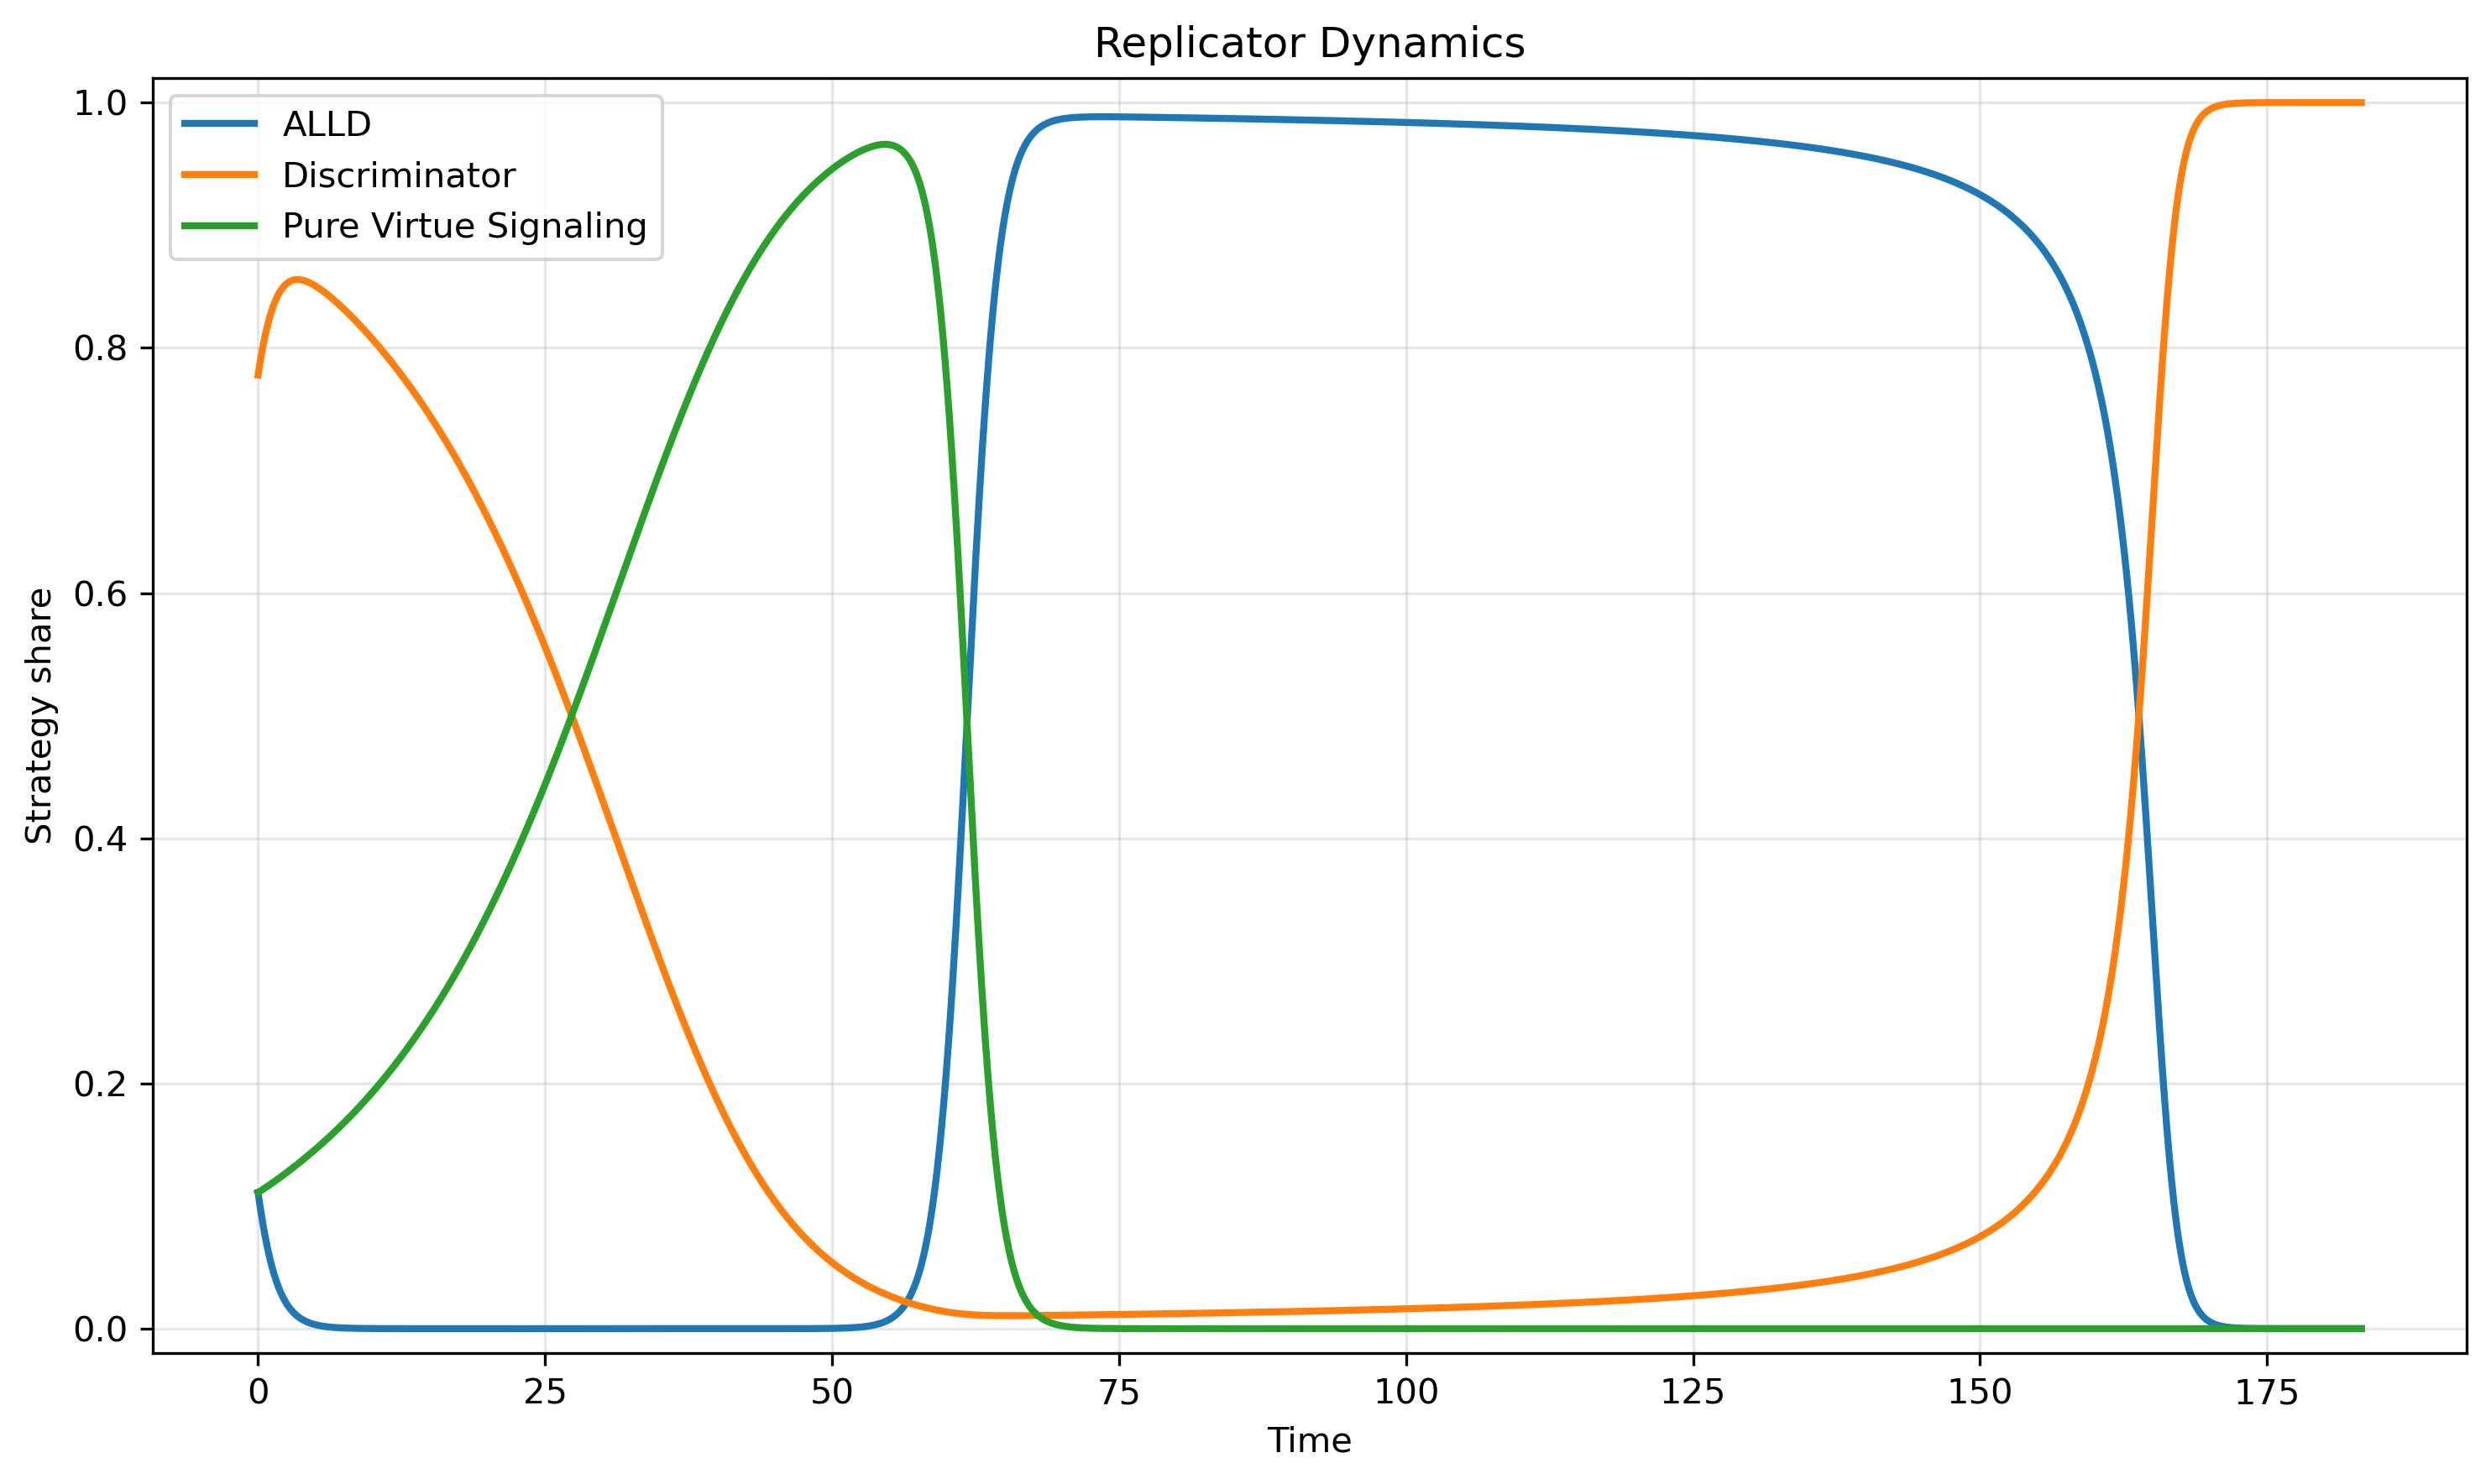 Replicator Dynamics
ALLD
Discriminator
Pure Virtue Signaling
Strategy share
1.0
0.8
0.6
0.4
0.2
0.0
0 25 50 75 100 125 150 175
Time